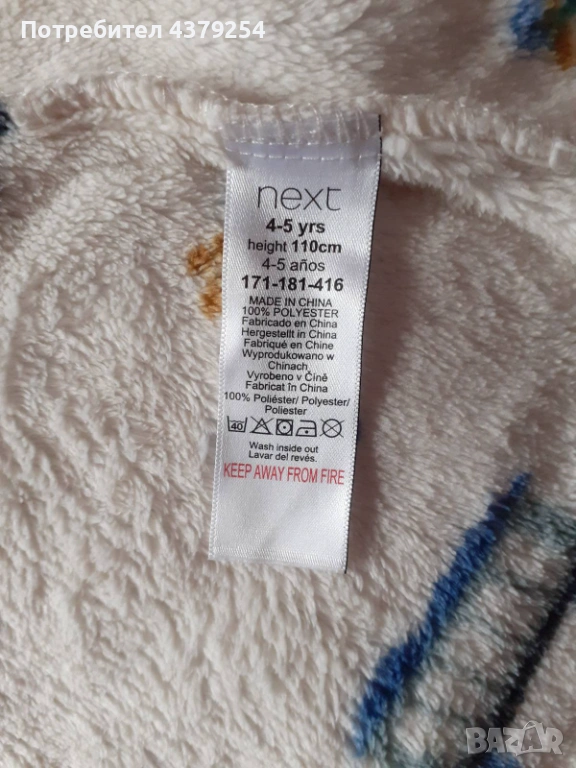 Потребител 4379254
next
4-5 yrs
height 110cm
4-5 años
171-181-416
MADE IN CHINA
100% POLYESTER
Fabricado en China
Hergestellt in China
Fabriqué en Chine
Wyprodukowano w
Chinach
Vyrobeno v Číně
Fabricat în China
100% Poliéster/ Polyester/
Poliester
40
Wash inside out
Lavar del revés.
KEEP AWAY FROM FIRE
BAZAR